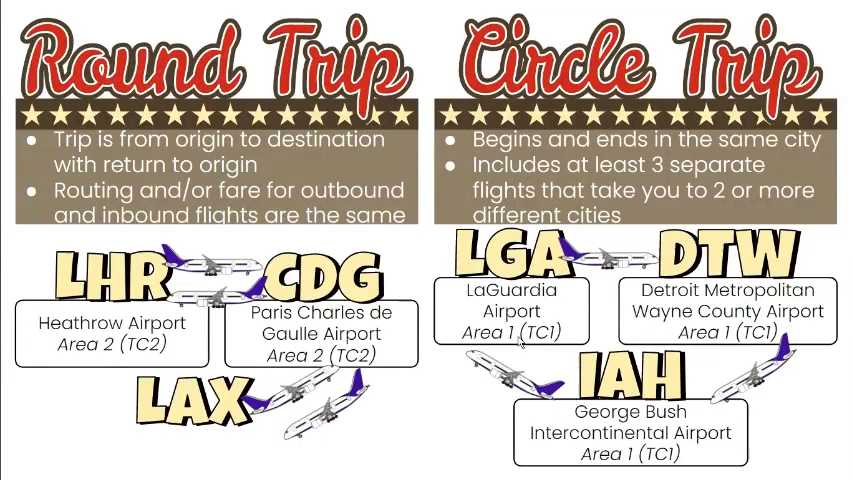 Round Trip
Trip is from origin to destination
with return to origin
Routing and/or fare for outbound
and inbound flights are the same
LHR
CDG
Heathrow Airport
Area 2 (TC2)
Paris Charles de
Gaulle Airport
Area 2 (TC2)
LAX
Circle Trip
Begins and ends in the same city
Includes at least 3 separate
flights that take you to 2 or more
different cities
LGA
DTW
LaGuardia
Airport
Area 1 (TC1)
Detroit Metropolitan
Wayne County Airport
Area 1 (TC1)
IAH
George Bush
Intercontinental Airport
Area 1 (TC1)